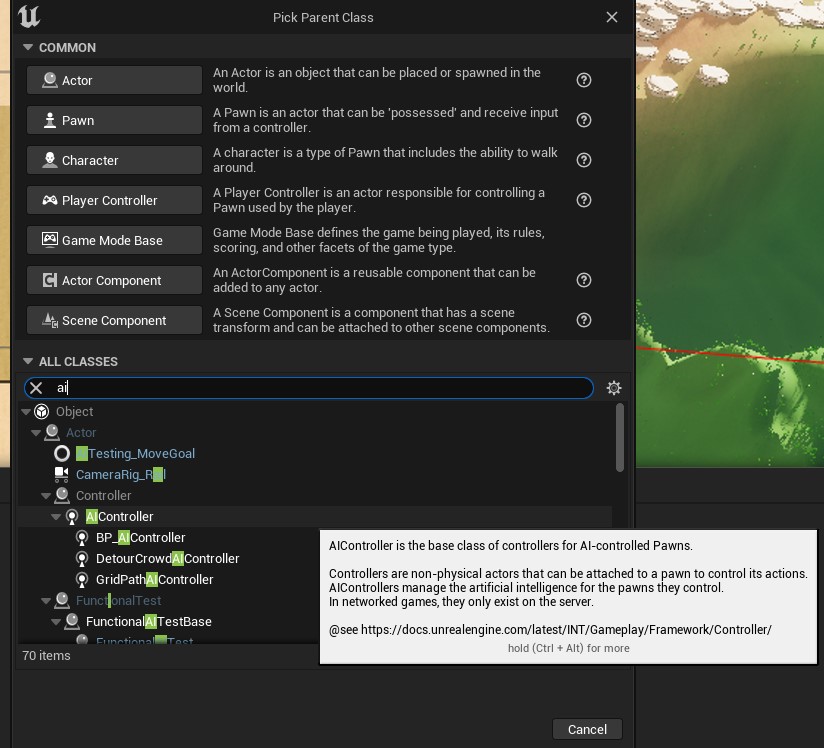 Pick Parent Class
COMMON
Actor
An Actor is an object that can be placed or spawned in the
world.
Pawn
A Pawn is an actor that can be 'possessed' and receive input
from a controller.
Character
A character is a type of Pawn that includes the ability to walk
around.
Player Controller
A Player Controller is an actor responsible for controlling a
Pawn used by the player.
Game Mode Base
Game Mode Base defines the game being played, its rules,
scoring, and other facets of the game type.
Actor Component
An ActorComponent is a reusable component that can be
added to any actor.
Scene Component
A Scene Component is a component that has a scene
transform and can be attached to other scene components.
ALL CLASSES
ai
Object
Actor
AITesting_MoveGoal
CameraRig_Rail
Controller
AIController
BP_AIController
DetourCrowdAIController
GridPathAIController
FunctionalTest
FunctionalAITestBase
70 items
AIController is the base class of controllers for AI-controlled Pawns.
Controllers are non-physical actors that can be attached to a pawn to control its actions.
AIControllers manage the artificial intelligence for the pawns they control.
In networked games, they only exist on the server.
@see https://docs.unrealengine.com/latest/INT/Gameplay/Framework/Controller/
hold (Ctrl + Alt) for more
Cancel